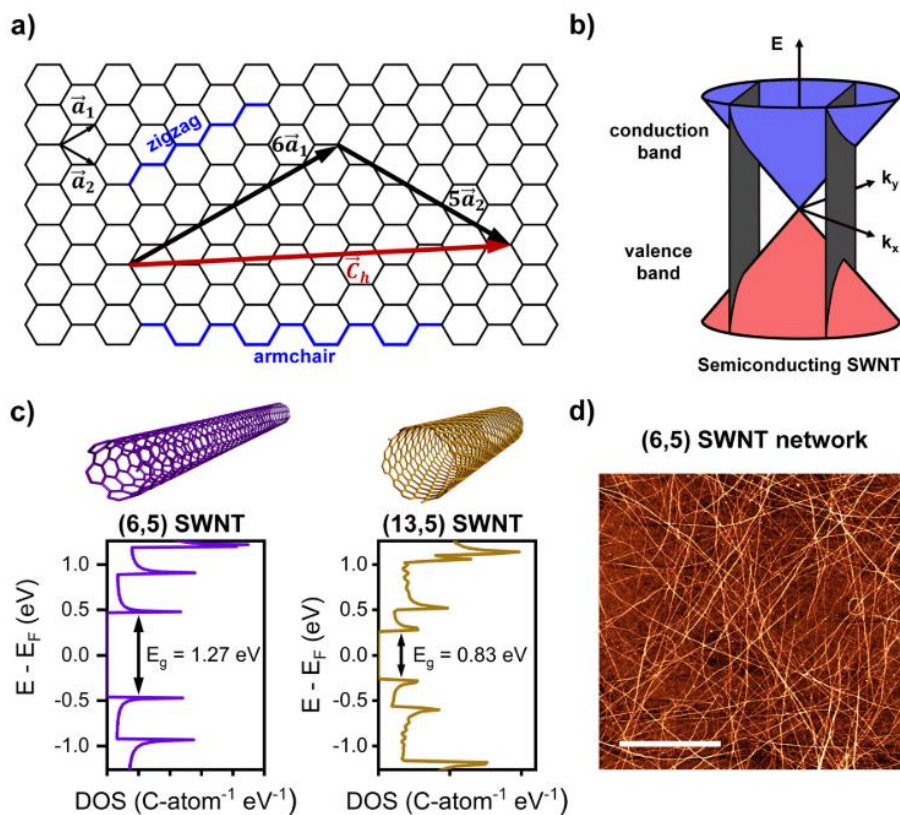 a)
a⃗₁
a⃗₂
zigzag
6a⃗₁
5a⃗₂
C⃗ₕ
armchair
b)
E
conduction
band
k_y
k_x
valence
band
Semiconducting SWNT
c)
(6,5) SWNT
E - E_F (eV)
1.0
0.5
0.0
-0.5
-1.0
E_g = 1.27 eV
DOS (C-atom⁻¹ eV⁻¹)
(13,5) SWNT
E - E_F (eV)
1.0
0.5
0.0
-0.5
-1.0
E_g = 0.83 eV
DOS (C-atom⁻¹ eV⁻¹)
d)
(6,5) SWNT network